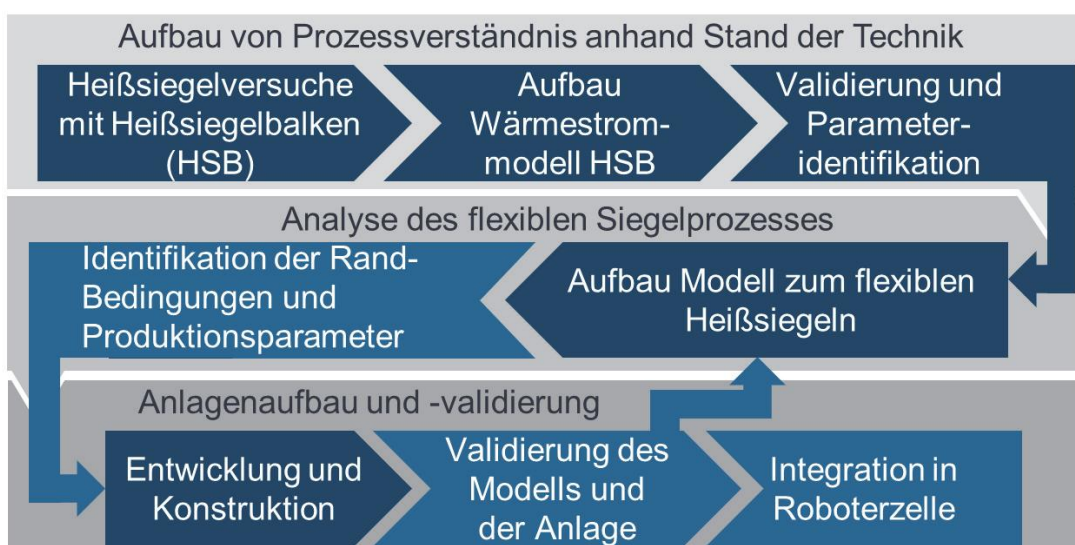 Aufbau von Prozessverständnis anhand Stand der Technik
Heißsiegelversuche
mit Heißsiegelbalken
(HSB)
Aufbau
Wärmestrom-
modell HSB
Validierung und
Parameter-
identifikation
Analyse des flexiblen Siegelprozesses
Identifikation der Rand-
Bedingungen und
Produktionsparameter
Aufbau Modell zum flexiblen
Heißsiegeln
Anlagenaufbau und -validierung
Entwicklung und
Konstruktion
Validierung des
Modells und
der Anlage
Integration in
Roboterzelle